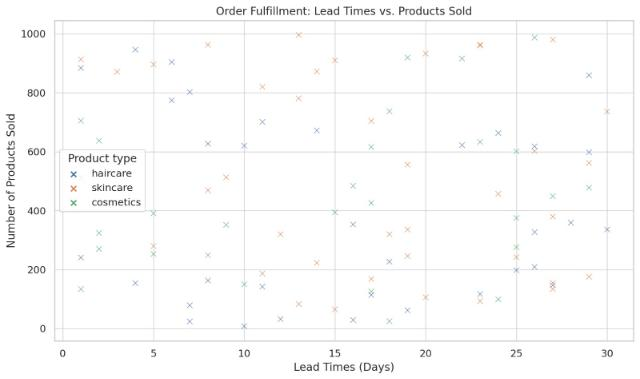 Order Fulfillment: Lead Times vs. Products Sold
Number of Products Sold
1000
800
600
400
200
0
Product type
haircare
skincare
cosmetics
0 5 10 15 20 25 30
Lead Times (Days)